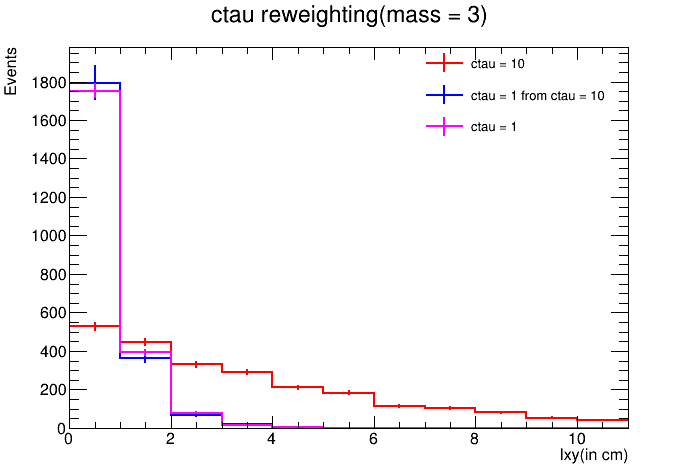 ctau reweighting(mass = 3)
Events
ctau = 10
ctau = 1 from ctau = 10
ctau = 1
1800
1600
1400
1200
1000
800
600
400
200
0
0 2 4 6 8 10
lxy(in cm)